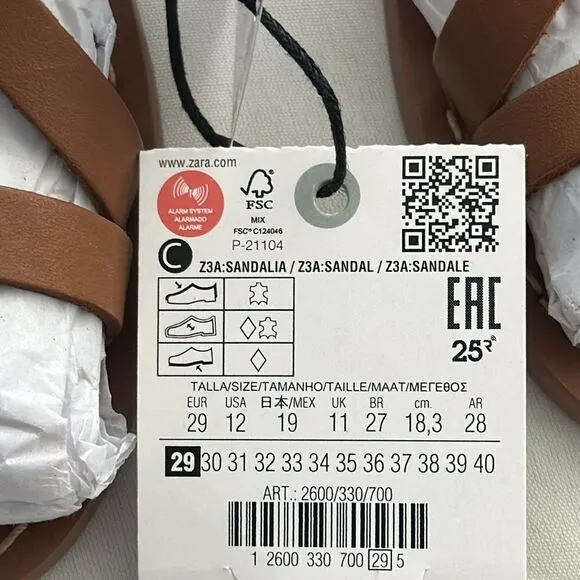 www.zara.com
ALARM SYSTEM
ALARMADO
ALARME
FSC
MIX
FSC® C124046
P-21104
C
Z3A:SANDALIA / Z3A:SANDAL / Z3A:SANDALE
EAC
25R
TALLA/SIZE/TAMANHO/TAILLE/MAAT/ΜΕΓΕΘΟΣ
EUR USA 日本/MEX UK BR cm. AR
29 12 19 11 27 18,3 28
29 30 31 32 33 34 35 36 37 38 39 40
ART.: 2600/330/700
1 2600 330 700 29 5